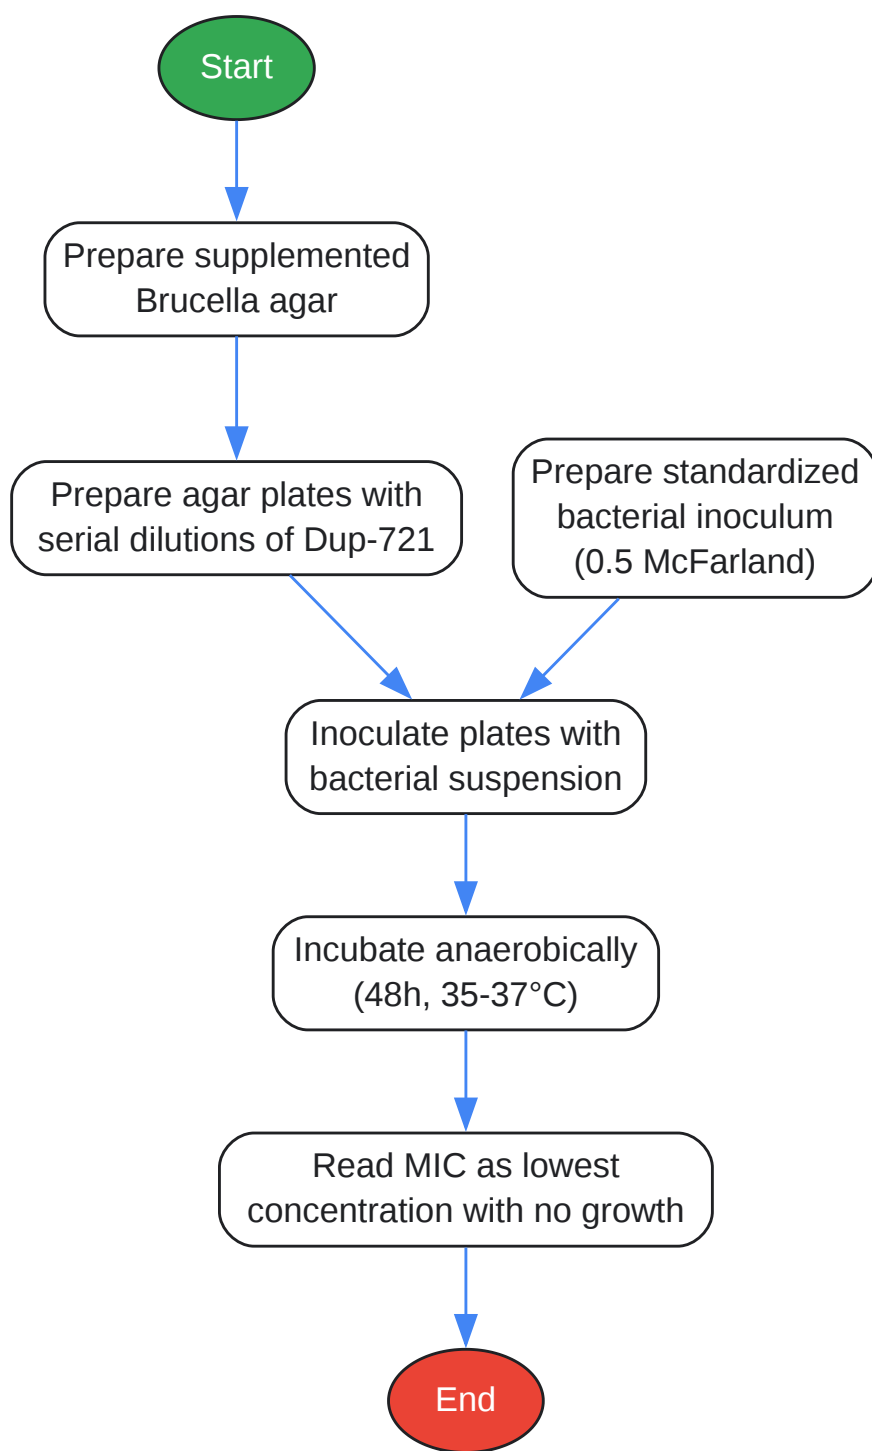 Start
Prepare supplemented
Brucella agar
Prepare agar plates with
serial dilutions of Dup-721
Prepare standardized
bacterial inoculum
(0.5 McFarland)
Inoculate plates with
bacterial suspension
Incubate anaerobically
(48h, 35-37°C)
Read MIC as lowest
concentration with no growth
End